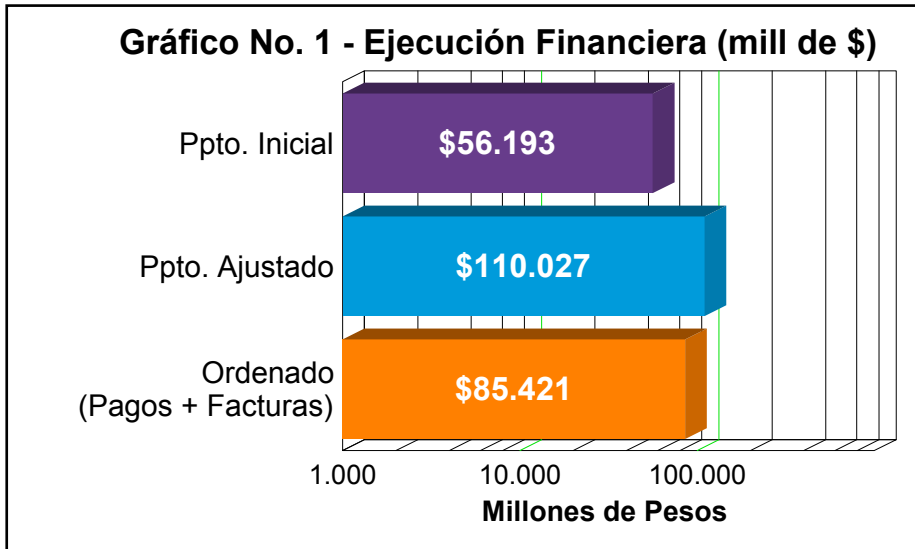 Gráfico No. 1 - Ejecución Financiera (mill de $)
Ppto. Inicial
$56.193
Ppto. Ajustado
$110.027
Ordenado
(Pagos + Facturas)
$85.421
1.000
10.000
100.000
Millones de Pesos